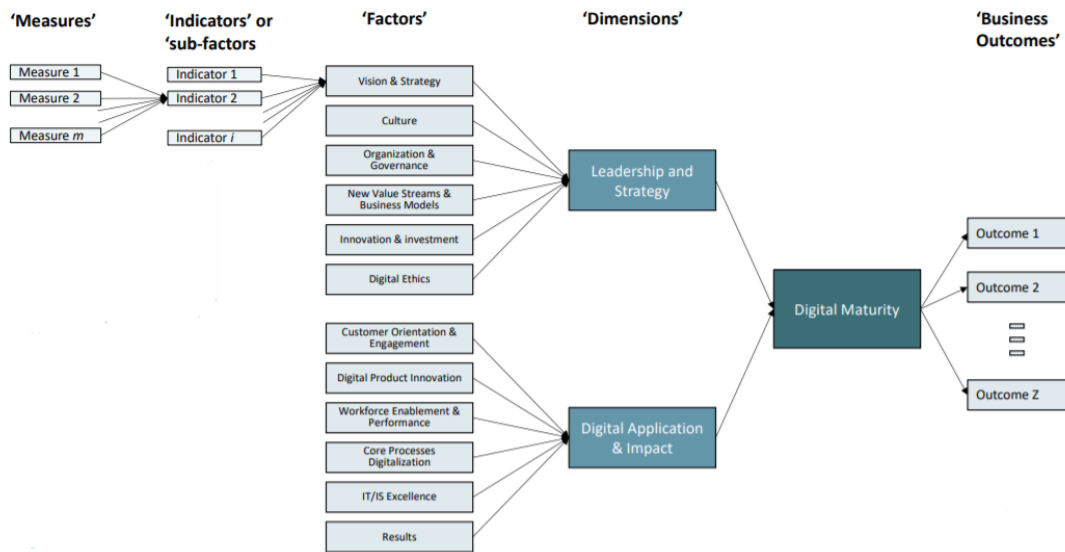 ‘Measures’
‘Indicators’ or
‘sub-factors
‘Factors’
‘Dimensions’
‘Business
Outcomes’
Measure 1
Measure 2
Measure m
Indicator 1
Indicator 2
Indicator i
Vision & Strategy
Culture
Organization &
Governance
New Value Streams &
Business Models
Innovation & investment
Digital Ethics
Customer Orientation &
Engagement
Digital Product Innovation
Workforce Enablement &
Performance
Core Processes
Digitalization
IT/IS Excellence
Results
Leadership and
Strategy
Digital Application
& Impact
Digital Maturity
Outcome 1
Outcome 2
Outcome Z